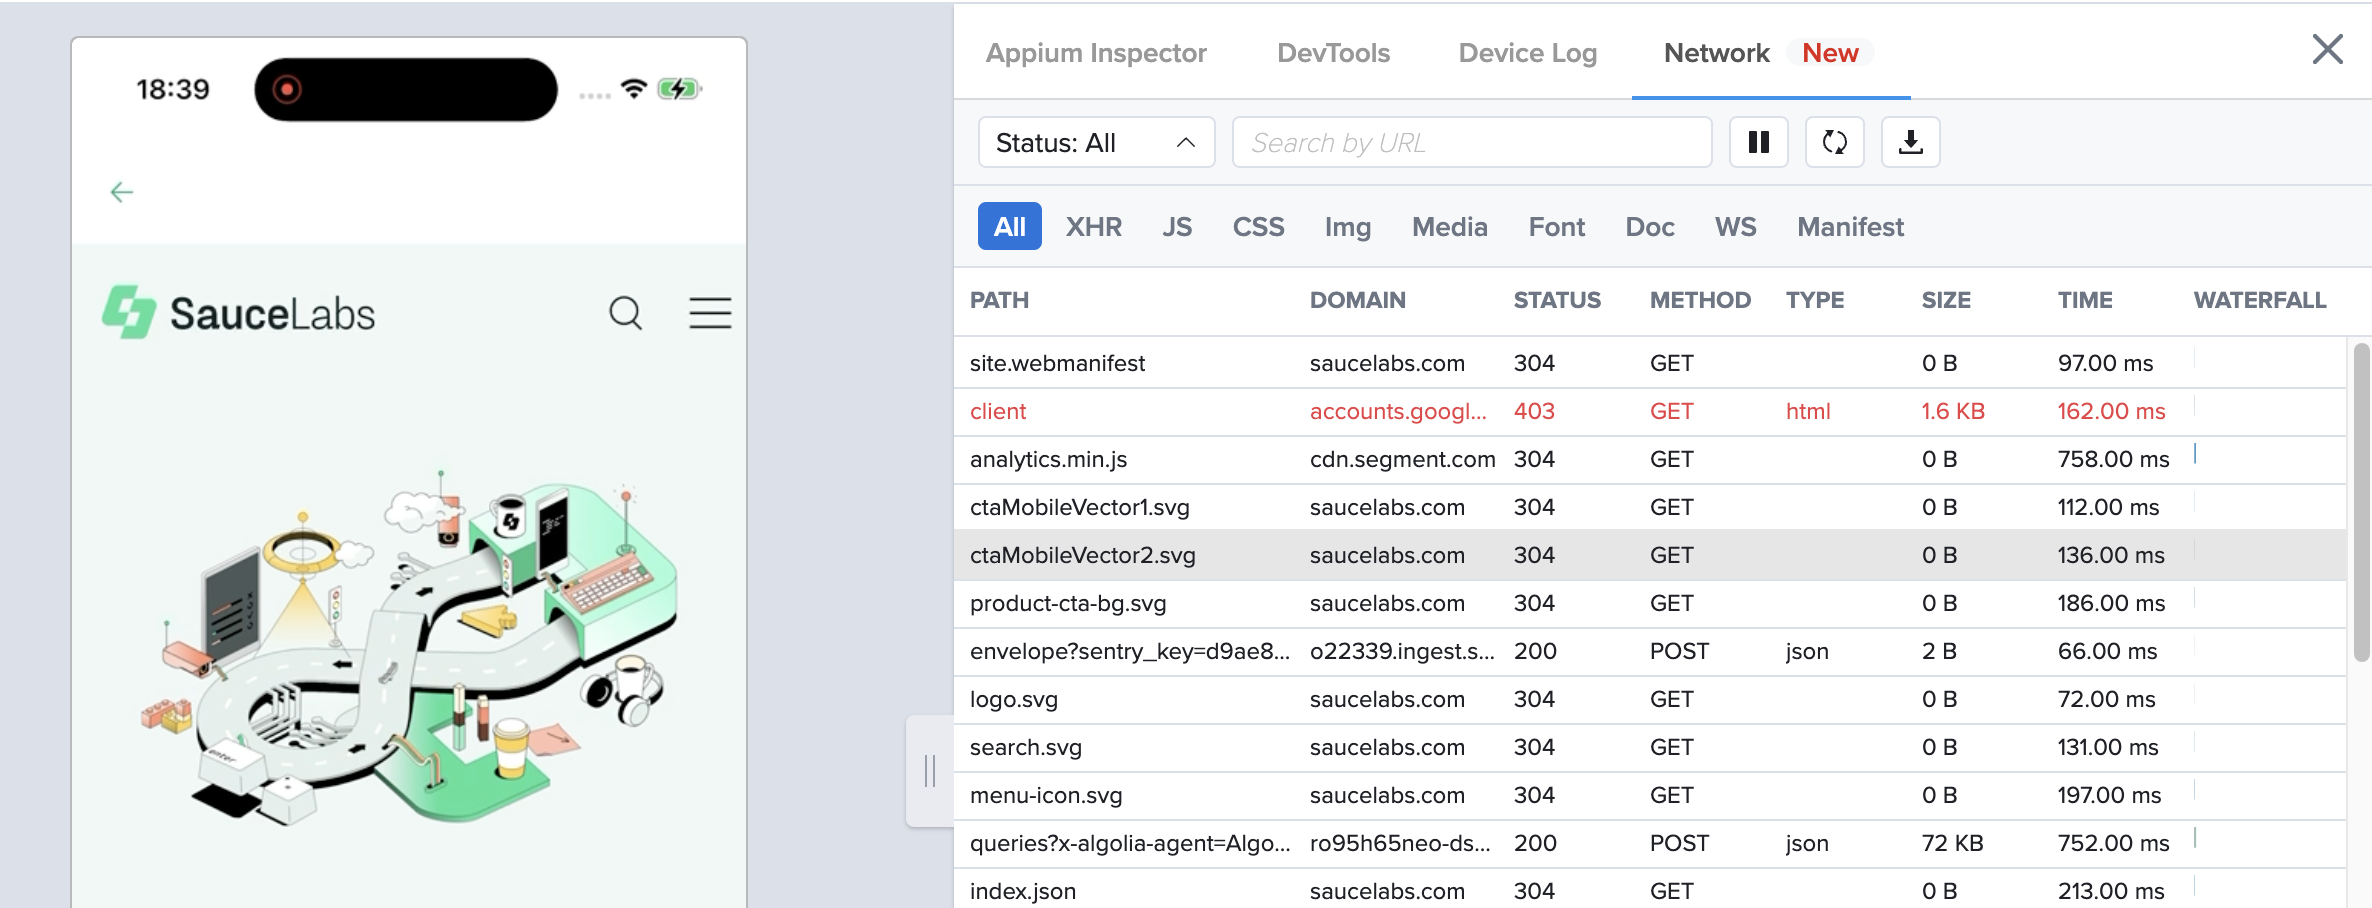 18:39
SauceLabs
enter
Appium Inspector DevTools Device Log Network New
Status: All Search by URL
All XHR JS CSS Img Media Font Doc WS Manifest
PATH DOMAIN STATUS METHOD TYPE SIZE TIME WATERFALL
site.webmanifest saucelabs.com 304 GET 0 B 97.00 ms
client accounts.googl... 403 GET html 1.6 KB 162.00 ms
analytics.min.js cdn.segment.com 304 GET 0 B 758.00 ms
ctaMobileVector1.svg saucelabs.com 304 GET 0 B 112.00 ms
ctaMobileVector2.svg saucelabs.com 304 GET 0 B 136.00 ms
product-cta-bg.svg saucelabs.com 304 GET 0 B 186.00 ms
envelope?sentry_key=d9ae8... o22339.ingest.s... 200 POST json 2 B 66.00 ms
logo.svg saucelabs.com 304 GET 0 B 72.00 ms
search.svg saucelabs.com 304 GET 0 B 131.00 ms
menu-icon.svg saucelabs.com 304 GET 0 B 197.00 ms
queries?x-algolia-agent=Algo... ro95h65neo-ds... 200 POST json 72 KB 752.00 ms
index.json saucelabs.com 304 GET 0 B 213.00 ms